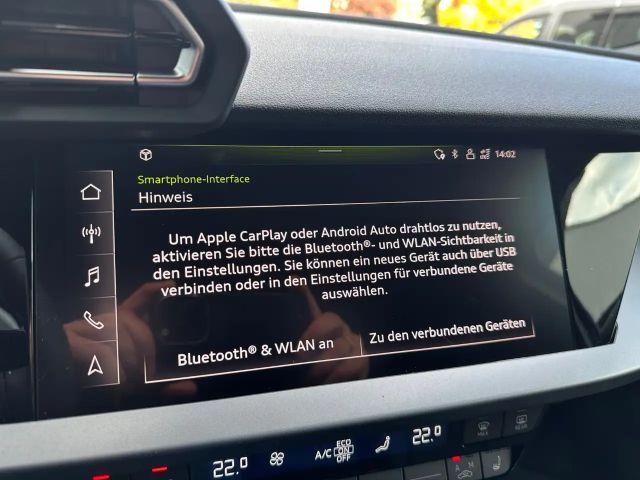 14:02
Smartphone-Interface
Hinweis
Um Apple CarPlay oder Android Auto drahtlos zu nutzen,
aktivieren Sie bitte die Bluetooth®- und WLAN-Sichtbarkeit in
den Einstellungen. Sie können ein neues Gerät auch über USB
verbinden oder in den Einstellungen für verbundene Geräte
auswählen.
Bluetooth® & WLAN an
Zu den verbundenen Geräten
22.0
A/C
ECO
ON
OFF
22.0
MAX
REAR
A M